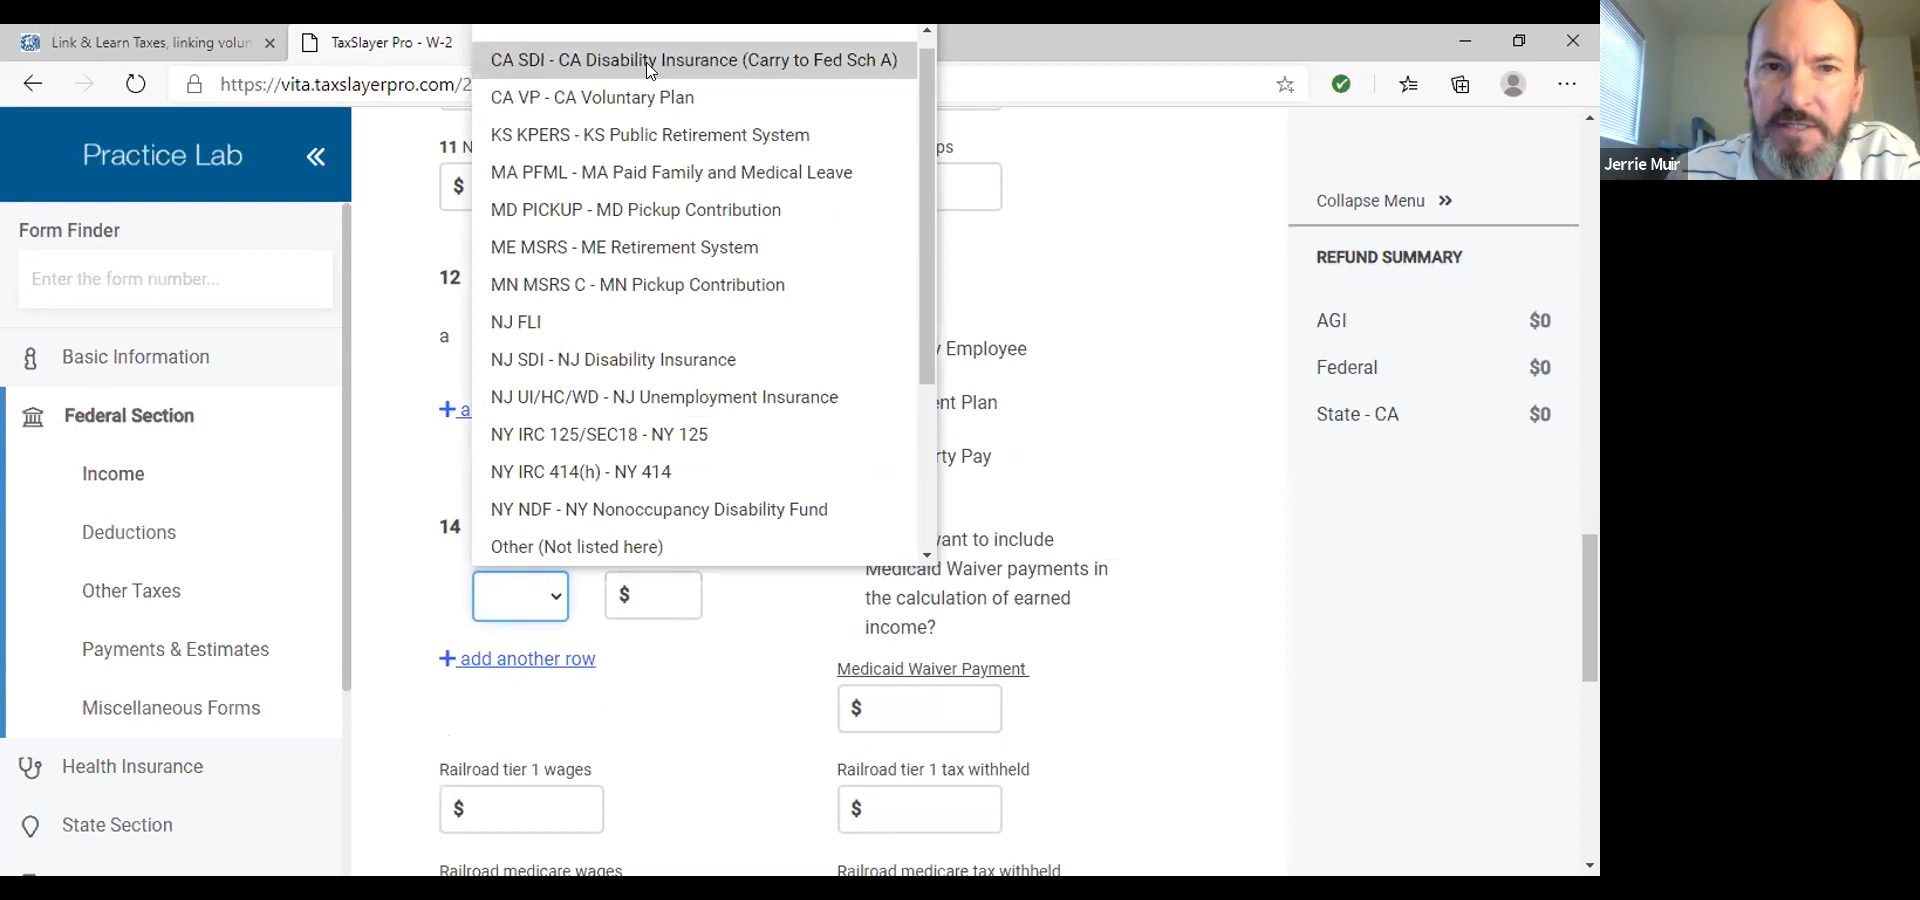 Link & Learn Taxes, linking volun
TaxSlayer Pro - W-2
https://vita.taxslayerpro.com/2
Jerrie Muir
Practice Lab
Form Finder
Enter the form number...
Basic Information
Federal Section
Income
Deductions
Other Taxes
Payments & Estimates
Miscellaneous Forms
Health Insurance
State Section
CA SDI - CA Disability Insurance (Carry to Fed Sch A)
CA VP - CA Voluntary Plan
KS KPERS - KS Public Retirement System
MA PFML - MA Paid Family and Medical Leave
MD PICKUP - MD Pickup Contribution
ME MSRS - ME Retirement System
MN MSRS C - MN Pickup Contribution
NJ FLI
NJ SDI - NJ Disability Insurance
NJ UI/HC/WD - NJ Unemployment Insurance
NY IRC 125/SEC18 - NY 125
NY IRC 414(h) - NY 414
NY NDF - NY Nonoccupancy Disability Fund
Other (Not listed here)
11 N
ps
$
12
a
y Employee
+ a
ent Plan
rty Pay
14
ant to include
Medicaid Waiver payments in
the calculation of earned
income?
$
+ add another row
Medicaid Waiver Payment
$
Railroad tier 1 wages
Railroad tier 1 tax withheld
$
$
Railroad medicare wages
Railroad medicare tax withheld
Collapse Menu »
REFUND SUMMARY
AGI $0
Federal $0
State - CA $0